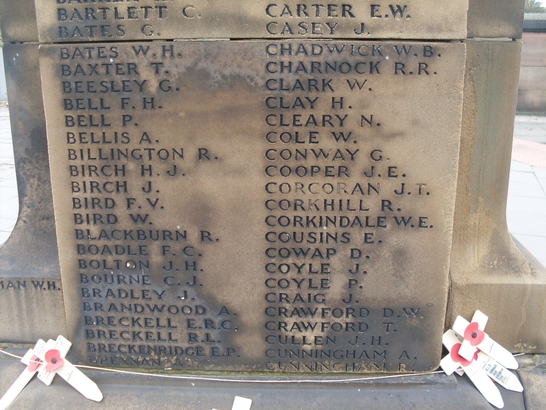 BARTLETT C.
BATES G.
BATES W.H.
BAXTER T.
BEESLEY G.
BELL F.H.
BELL P.
BELLIS A.
BILLINGTON R.
BIRCH H.J.
BIRCH J.
BIRD F.V.
BIRD W.
BLACKBURN R.
BOADLE F.C.
BOLTON J.H.
BOURNE C.J.
BRADLEY J.
BRANDWOOD A.
BRECKELL E.R.C.
BRECKELL R.L.
BRECKENRIDGE E.P.
CARTER E.W.
CASEY J.
CHADWICK W.B.
CHARNOCK R.R.
CLARK W.
CLAY H.
CLEARY N.
COLE W.
CONWAY G.
COOPER J.E.
CORCORAN J.T.
CORKHILL R.
CORKINDALE W.E.
COUSINS E.
COWAP D.
COYLE J.
COYLE P.
CRAIG J.
CRAWFORD D.W.
CRAWFORD T.
CULLEN J.H.
CUNNINGHAM A.
CUNNINGHAM R.
MAN W.H.